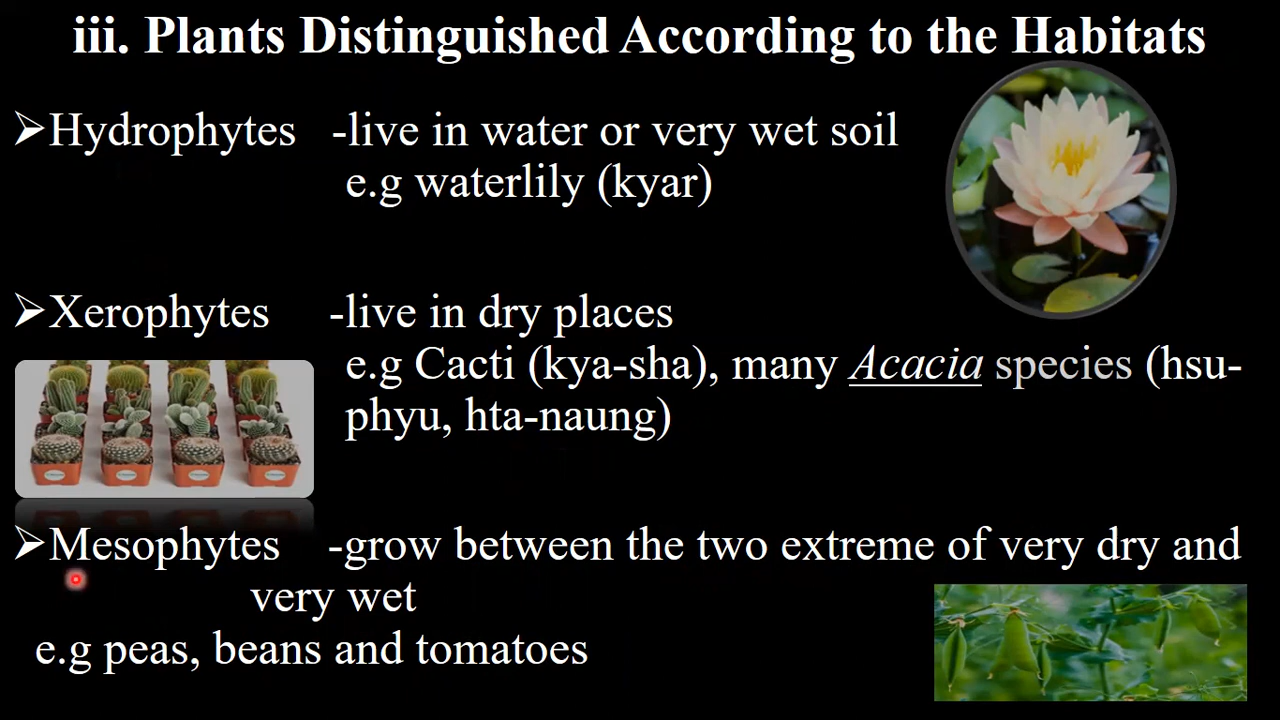 iii. Plants Distinguished According to the Habitats
➢Hydrophytes -live in water or very wet soil
e.g waterlily (kyar)
➢Xerophytes -live in dry places
e.g Cacti (kya-sha), many Acacia species (hsu-
phyu, hta-naung)
➢Mesophytes -grow between the two extreme of very dry and
very wet
e.g peas, beans and tomatoes